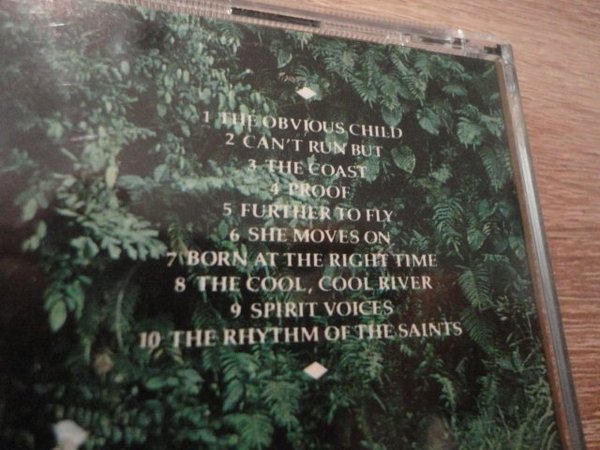 1 THE OBVIOUS CHILD
2 CAN'T RUN BUT
3 THE COAST
4 PROOF
5 FURTHER TO FLY
6 SHE MOVES ON
7 BORN AT THE RIGHT TIME
8 THE COOL, COOL RIVER
9 SPIRIT VOICES
10 THE RHYTHM OF THE SAINTS